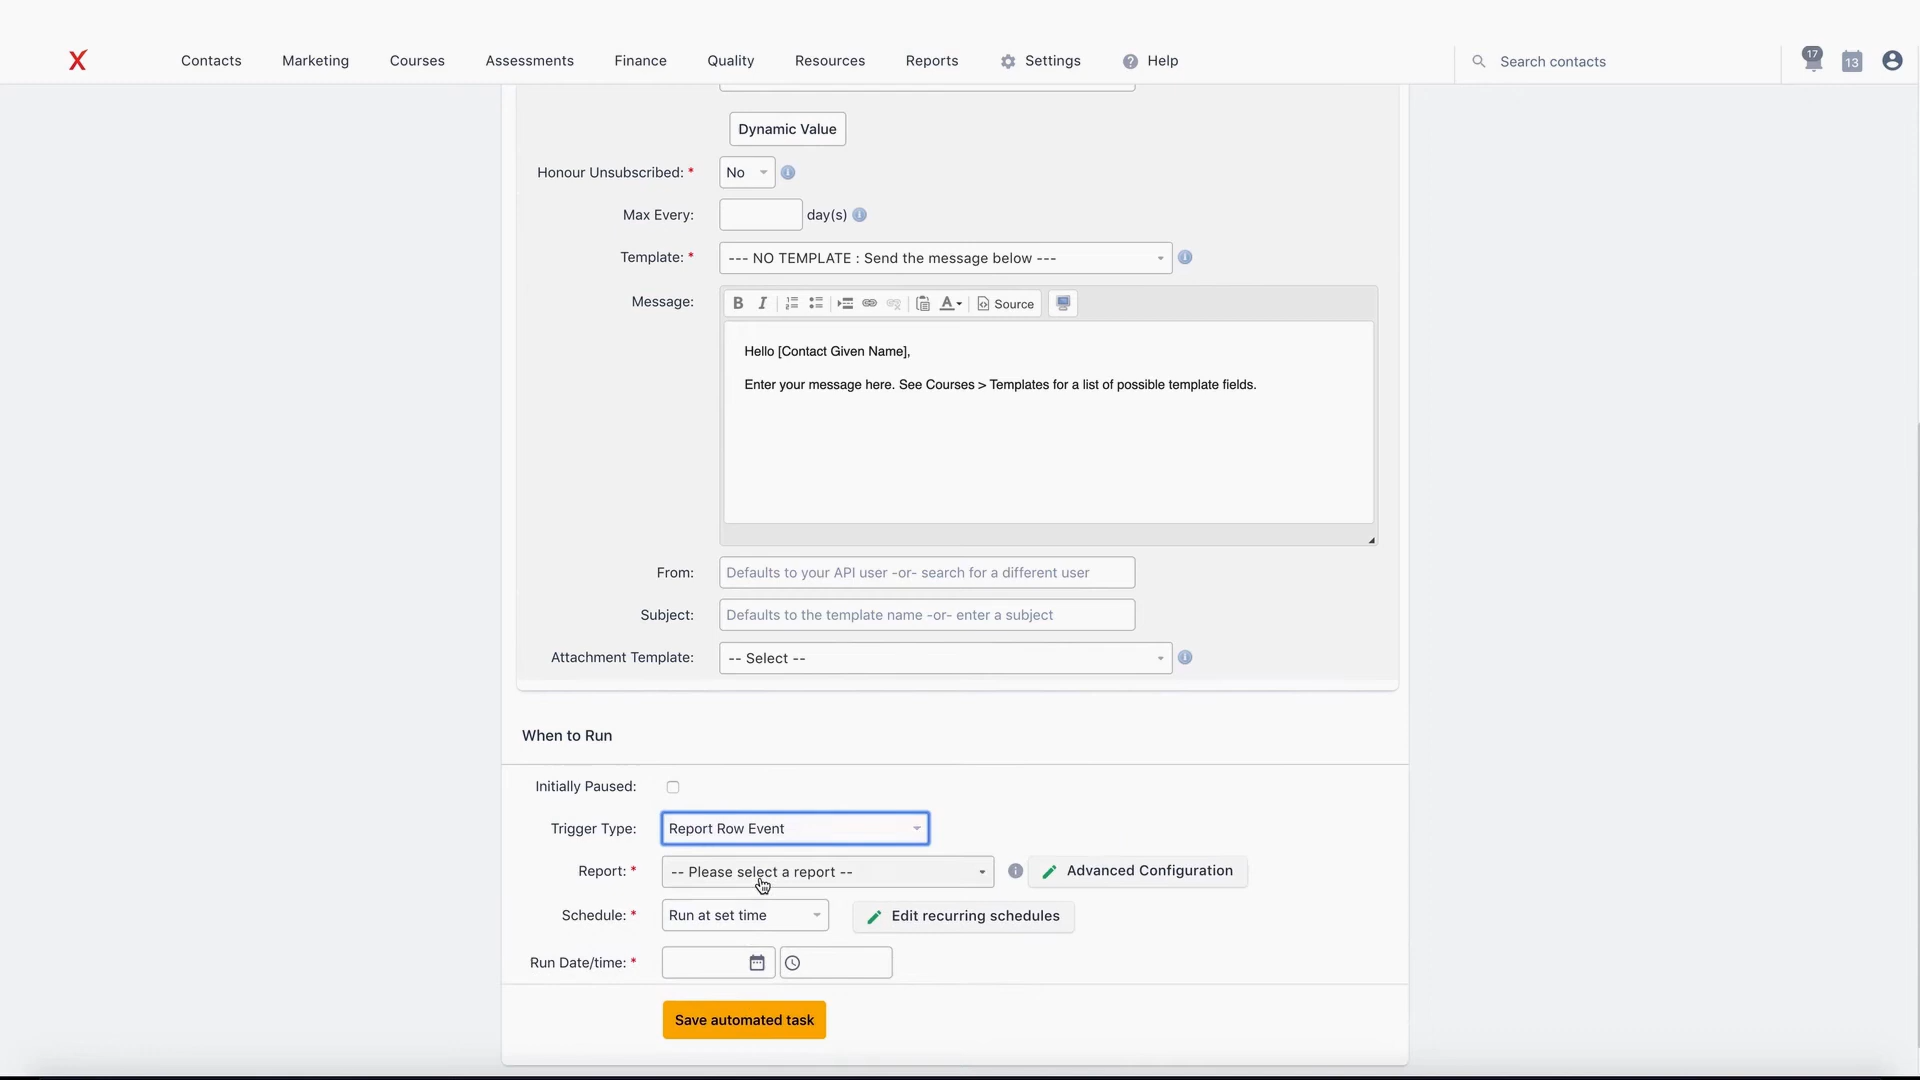 X Contacts Marketing Courses Assessments Finance Quality Resources Reports Settings Help Search contacts 17 13
Dynamic Value
Honour Unsubscribed: * No
Max Every: day(s)
Template: * --- NO TEMPLATE : Send the message below ---
Message: B I A Source
Hello [Contact Given Name],
Enter your message here. See Courses > Templates for a list of possible template fields.
From: Defaults to your API user -or- search for a different user
Subject: Defaults to the template name -or- enter a subject
Attachment Template: -- Select --
When to Run
Initially Paused:
Trigger Type: Report Row Event
Report: * -- Please select a report -- Advanced Configuration
Schedule: * Run at set time Edit recurring schedules
Run Date/time: *
Save automated task